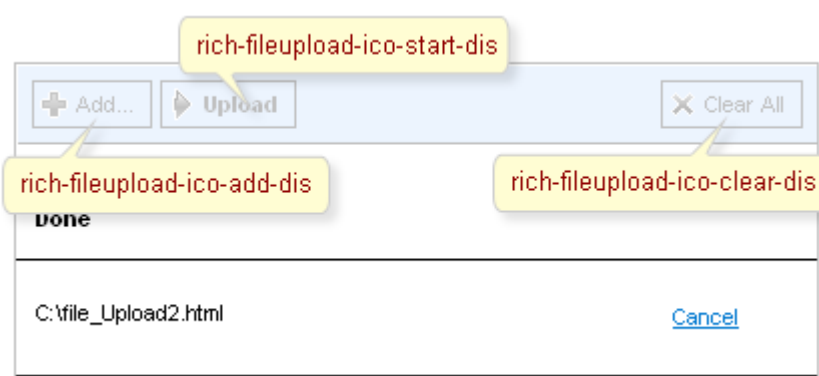 rich-fileupload-ico-start-dis
Add... Upload Clear All
rich-fileupload-ico-add-dis rich-fileupload-ico-clear-dis
Done
C:\file_Upload2.html Cancel